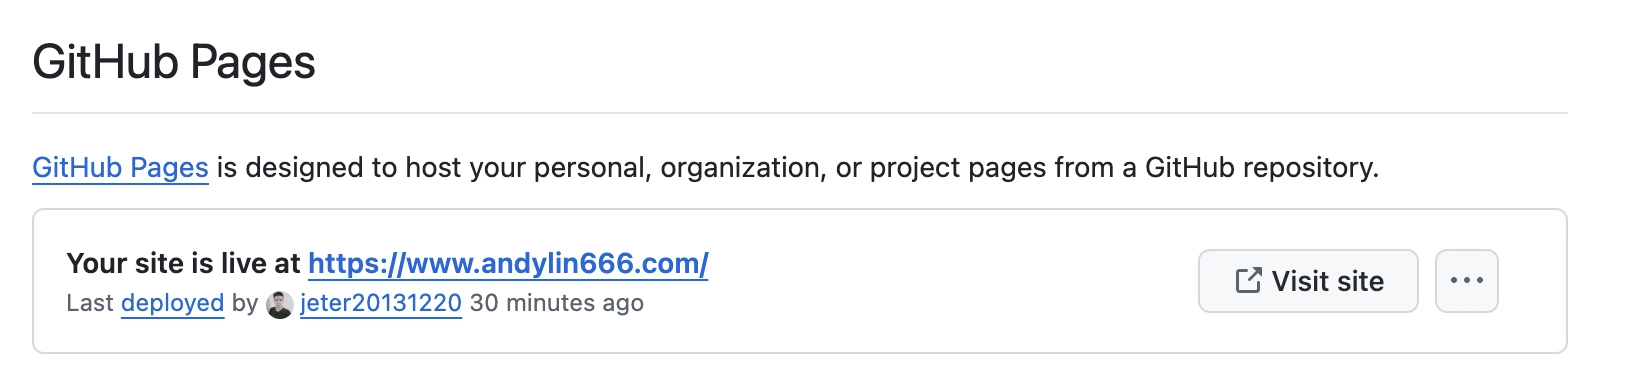 GitHub Pages
GitHub Pages is designed to host your personal, organization, or project pages from a GitHub repository.
Your site is live at https://www.andylin666.com/
Last deployed by jeter20131220 30 minutes ago
Visit site